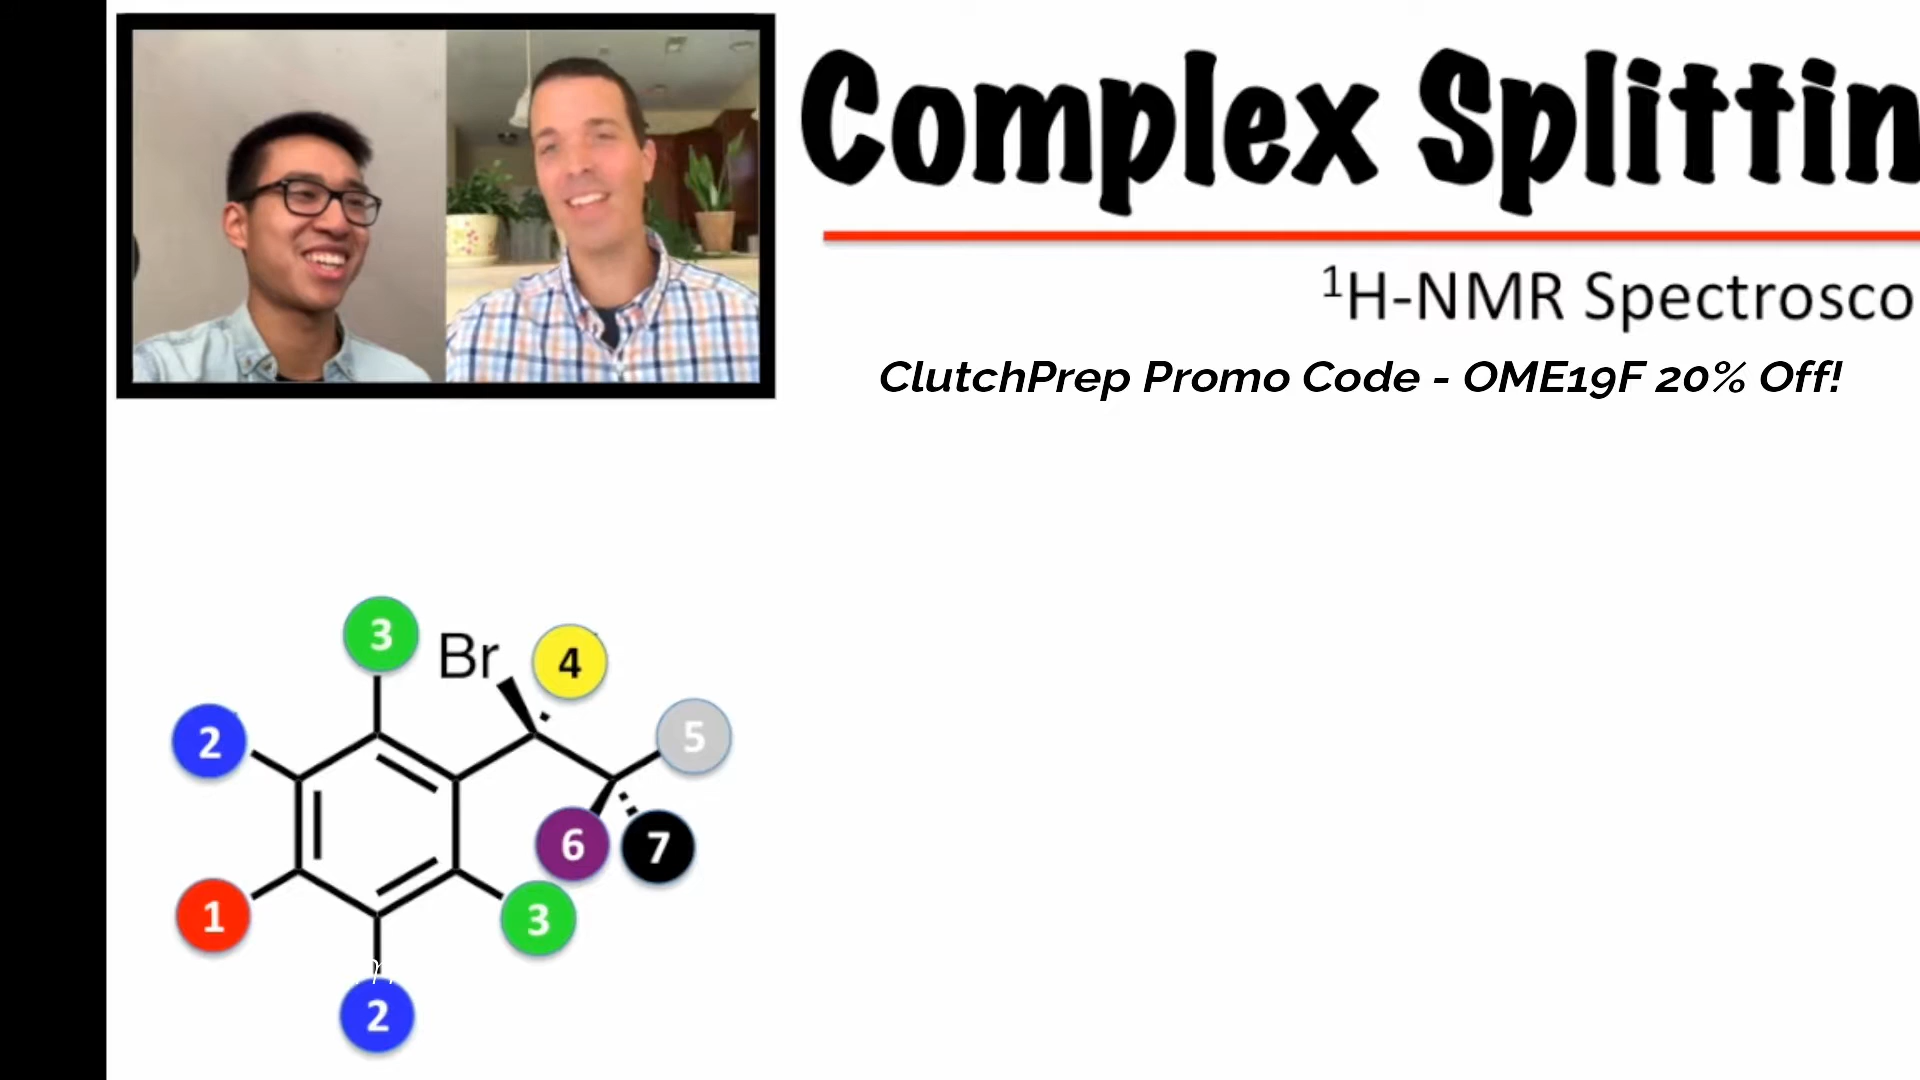 Complex Splittin
¹H-NMR Spectrosco
ClutchPrep Promo Code - OME19F 20% Off!
3
Br
4
2
5
6
7
1
3
2